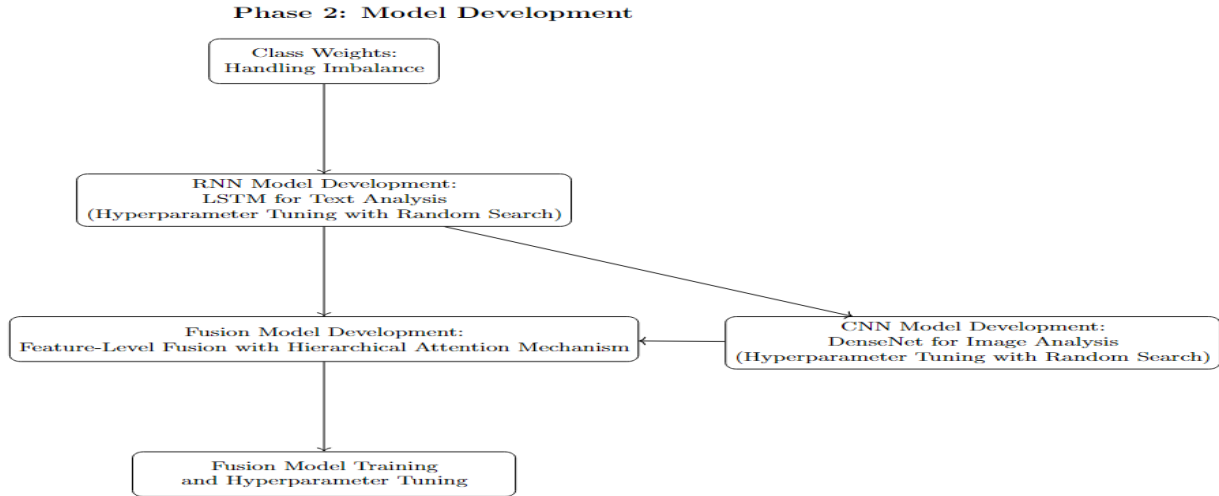 Phase 2: Model Development
Class Weights:
Handling Imbalance
RNN Model Development:
LSTM for Text Analysis
(Hyperparameter Tuning with Random Search)
Fusion Model Development:
Feature-Level Fusion with Hierarchical Attention Mechanism
CNN Model Development:
DenseNet for Image Analysis
(Hyperparameter Tuning with Random Search)
Fusion Model Training
and Hyperparameter Tuning